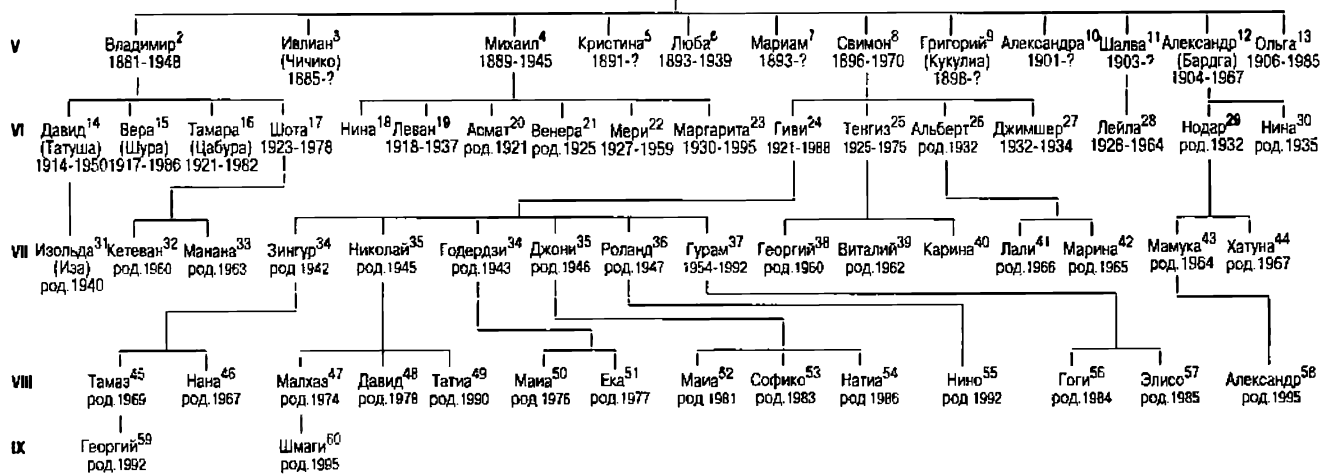 V
Владимир2 Ивлиан3 Михаил4 Кристина5 Люба6 Мариам7 Свимон8 Григорий9 Александра10 Шалва11 Александр12 Ольга13
1881-1948 (Чичико) 1889-1945 1891-? 1893-1939 1893-? 1896-1970 (Кукулиа) 1901-? 1903-? (Бардга) 1906-1985
1885-? 1898-? 1904-1967
VI
Давид14 Вера15 Тамара16 Шота17 Нина18 Леван19 Асмат20 Венера21 Мери22 Маргарита23 Гиви24 Тенгиз25 Альберт26 Джимшер27 Лейла28 Нодар29 Нина30
(Татуша) (Шура) (Цабура) 1923-1978 1918-1937 род.1921 род.1925 1927-1959 1930-1995 1921-1988 1925-1975 род.1932 1932-1934 1926-1964 род.1932 род.1935
1914-1950 1917-1986 1921-1982
VII
Изольда31 Кетеван32 Манана33 Зингур34 Николай35 Годердзи34 Джони35 Роланд36 Гурам37 Георгий38 Виталий39 Карина40 Лали41 Марина42 Мамука43 Хатуна44
(Иза) род.1960 род.1963 род.1942 род.1945 род.1943 род.1946 род.1947 1954-1992 род.1960 род.1962 род.1966 род.1965 род.1964 род.1967
род.1940
VIII
Тамаз45 Нана46 Малхаз47 Давид48 Татиа49 Маиа50 Ека51 Маиа52 Софико53 Натиа54 Нино55 Гоги56 Элисо57 Александр58
род.1969 род.1967 род.1974 род.1978 род.1990 род.1976 род.1977 род.1981 род.1983 род.1986 род.1992 род.1984 род.1985 род.1995
IX
Георгий59 Шмаги60
род.1992 род.1995